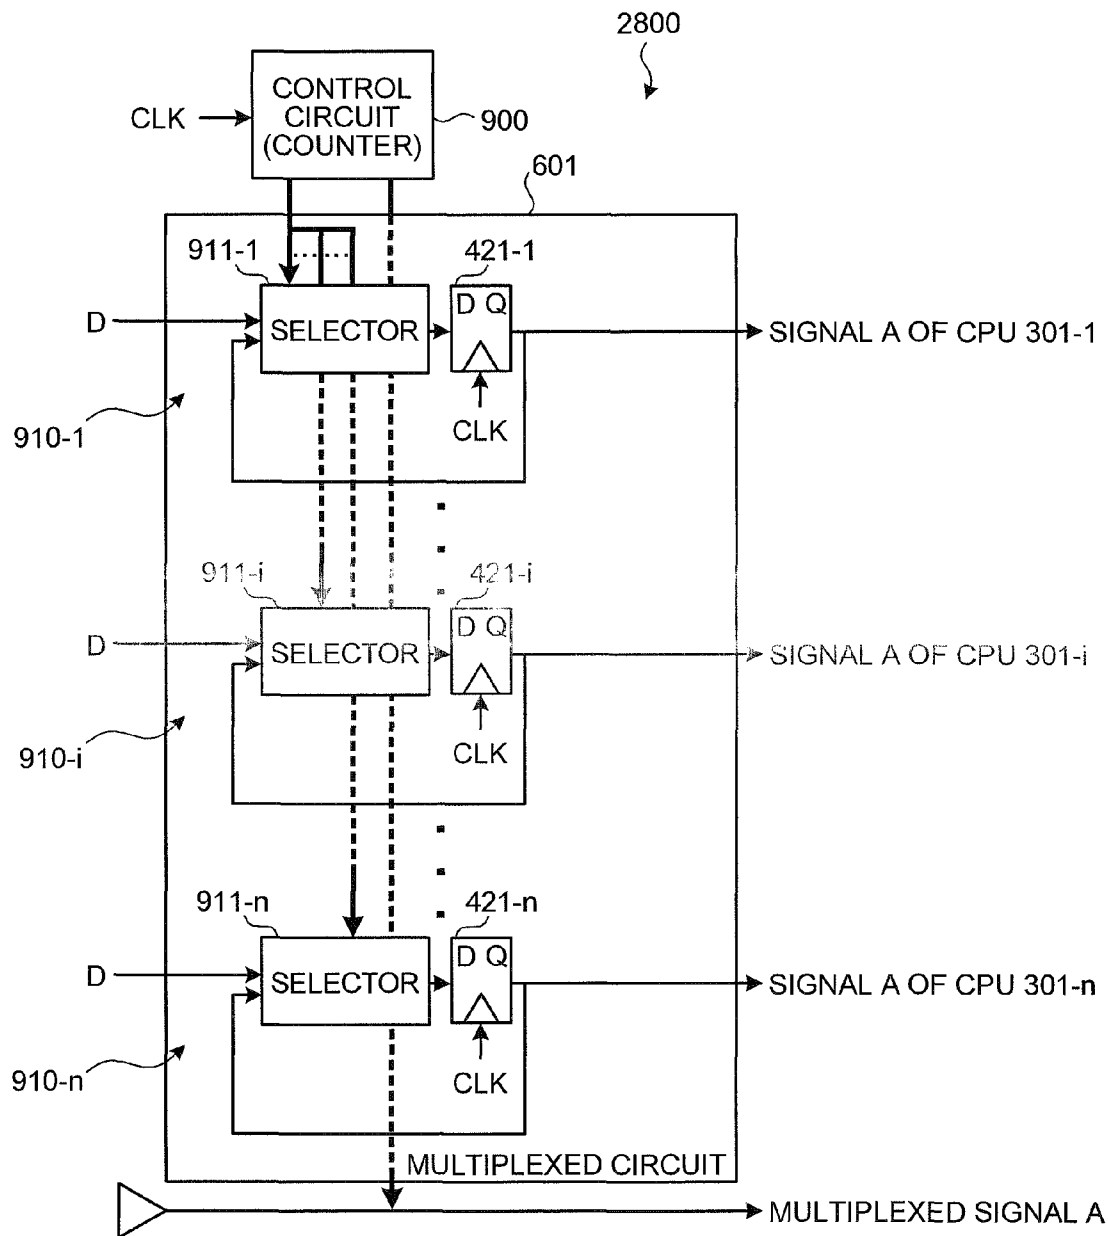 2800
CONTROL
CIRCUIT
(COUNTER)
CLK
900
601
911-1
421-1
D
SELECTOR
D Q
SIGNAL A OF CPU 301-1
CLK
910-1
911-i
421-i
D
SELECTOR
D Q
SIGNAL A OF CPU 301-i
CLK
910-i
911-n
421-n
D
SELECTOR
D Q
SIGNAL A OF CPU 301-n
CLK
910-n
MULTIPLEXED CIRCUIT
MULTIPLEXED SIGNAL A